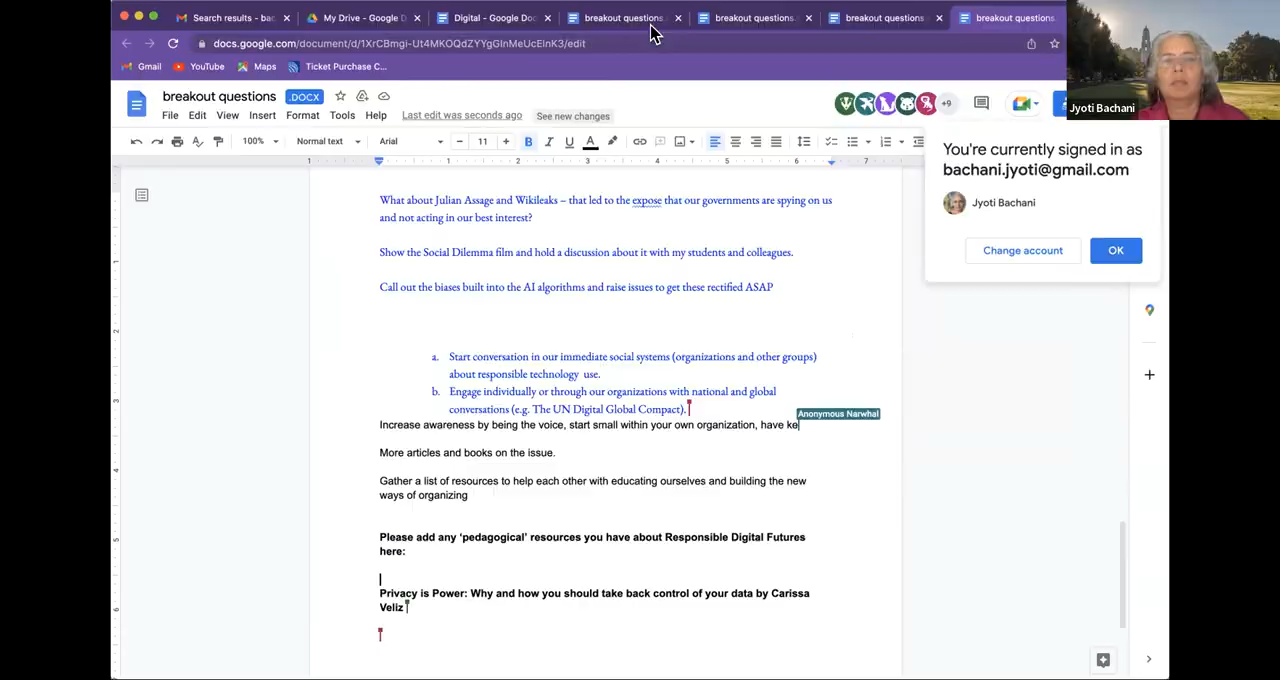 Search results - bac
My Drive - Google D
Digital - Google Doc
breakout questions.
breakout questions.
breakout questions
breakout questions.
docs.google.com/document/d/1XrCBmgi-Ut4MKOQdZYYgGInMeUcEInK3/edit
Gmail
YouTube
Maps
Ticket Purchase C...
Jyoti Bachani
breakout questions
.DOCX
+9
File Edit View Insert Format Tools Help
Last edit was seconds ago
See new changes
100%
Normal text
Arial
11
You're currently signed in as
bachani.jyoti@gmail.com
Jyoti Bachani
Change account
OK
What about Julian Assage and Wikileaks – that led to the expose that our governments are spying on us
and not acting in our best interest?
Show the Social Dilemma film and hold a discussion about it with my students and colleagues.
Call out the biases built into the AI algorithms and raise issues to get these rectified ASAP
a. Start conversation in our immediate social systems (organizations and other groups)
about responsible technology use.
b. Engage individually or through our organizations with national and global
conversations (e.g. The UN Digital Global Compact).
Anonymous Narwhal
Increase awareness by being the voice, start small within your own organization, have ke
More articles and books on the issue.
Gather a list of resources to help each other with educating ourselves and building the new
ways of organizing
Please add any ‘pedagogical’ resources you have about Responsible Digital Futures
here:
Privacy is Power: Why and how you should take back control of your data by Carissa
Veliz